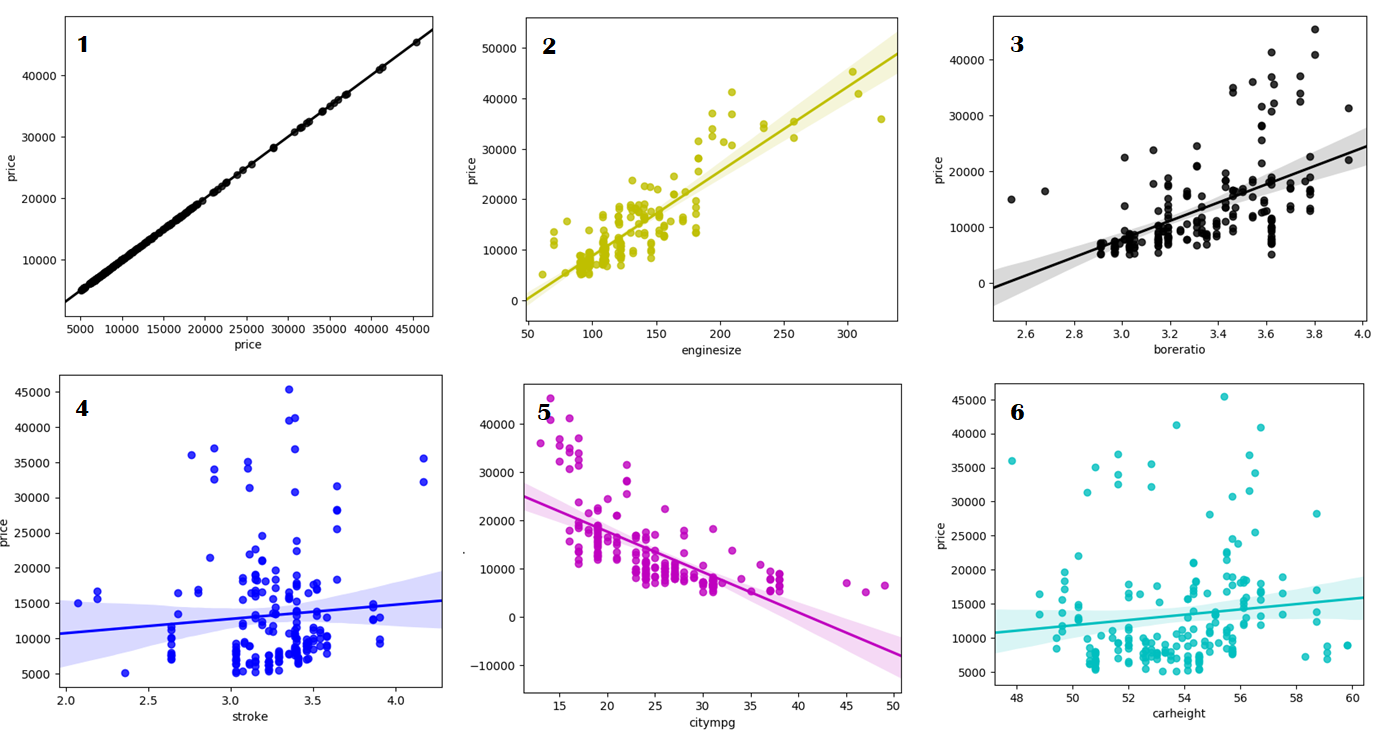 1
40000
30000
20000
10000
price
5000 10000 15000 20000 25000 30000 35000 40000 45000
price
2
50000
40000
30000
20000
10000
0
price
50 100 150 200 250 300
enginesize
3
40000
30000
20000
10000
0
price
2.6 2.8 3.0 3.2 3.4 3.6 3.8 4.0
boreratio
4
45000
40000
35000
30000
25000
20000
15000
10000
5000
price
2.0 2.5 3.0 3.5 4.0
stroke
5
40000
30000
20000
10000
0
−10000
15 20 25 30 35 40 45 50
citympg
6
45000
40000
35000
30000
25000
20000
15000
10000
5000
price
48 50 52 54 56 58 60
carheight